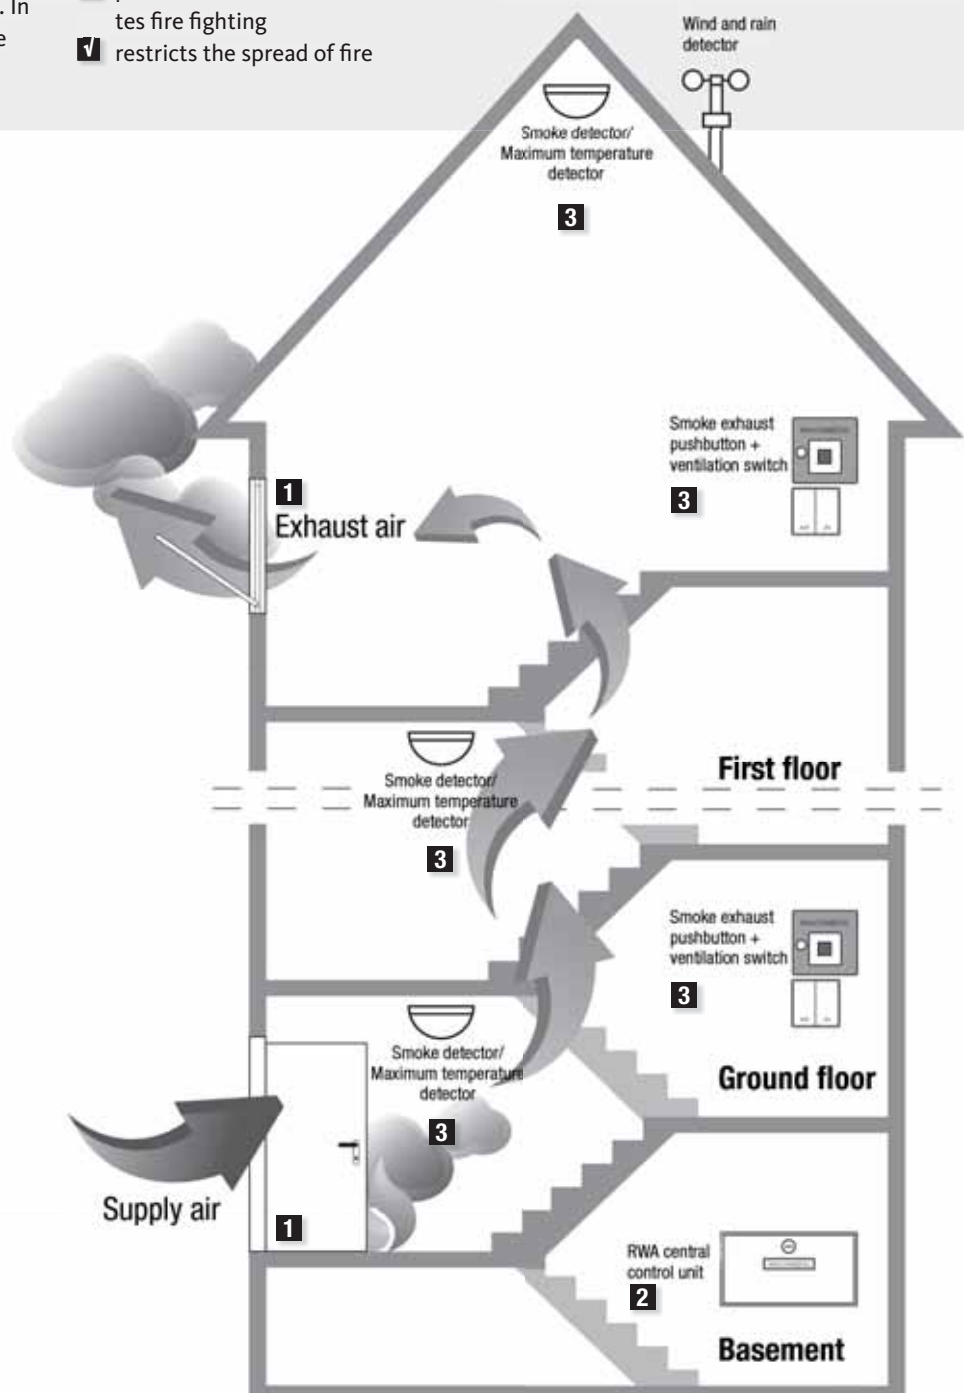 . In
e
tes fire fighting
√ restricts the spread of fire
Wind and rain
detector
Smoke detector/
Maximum temperature
detector
3
Smoke exhaust
pushbutton +
ventilation switch
3
1
Exhaust air
First floor
Smoke detector/
Maximum temperature
detector
3
Smoke exhaust
pushbutton +
ventilation switch
3
Ground floor
Smoke detector/
Maximum temperature
detector
3
Supply air
1
RWA central
control unit
2
Basement